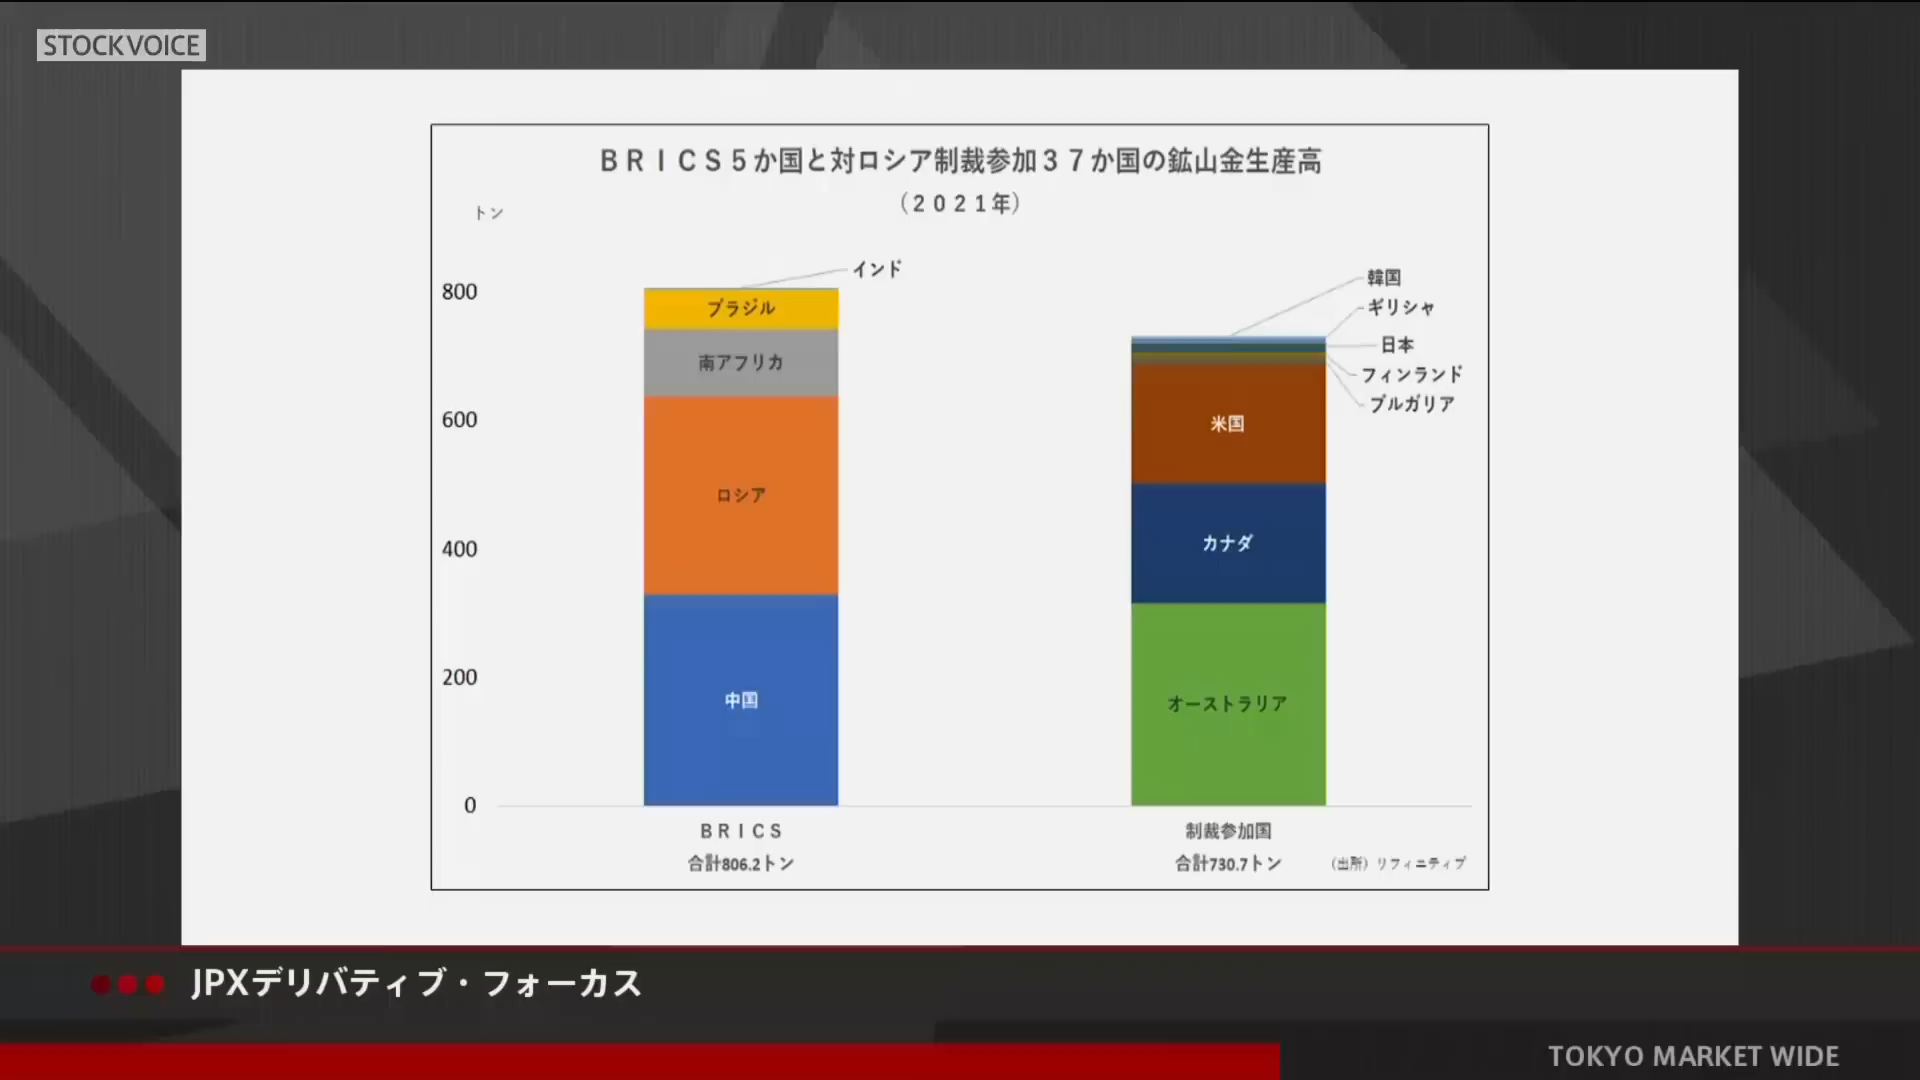 STOCKVOICE
ＢＲＩＣＳ５か国と対ロシア制裁参加３７か国の鉱山金生産高
（２０２１年）
トン
800
600
400
200
0
インド
ブラジル
南アフリカ
ロシア
中国
韓国
ギリシャ
日本
フィンランド
ブルガリア
米国
カナダ
オーストラリア
ＢＲＩＣＳ
合計806.2トン
制裁参加国
合計730.7トン
（出所）リフィニティブ
JPXデリバティブ・フォーカス
TOKYO MARKET WIDE